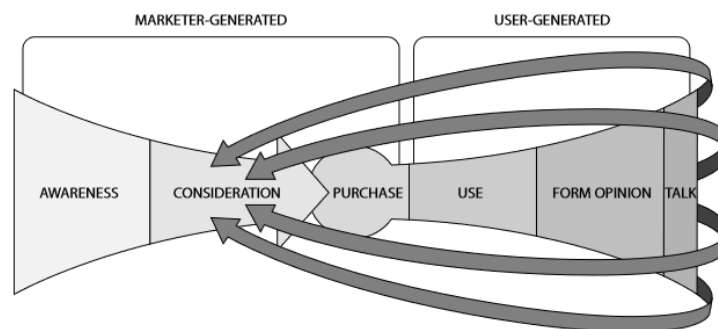 MARKETER-GENERATED
USER-GENERATED
AWARENESS
CONSIDERATION
PURCHASE
USE
FORM OPINION
TALK